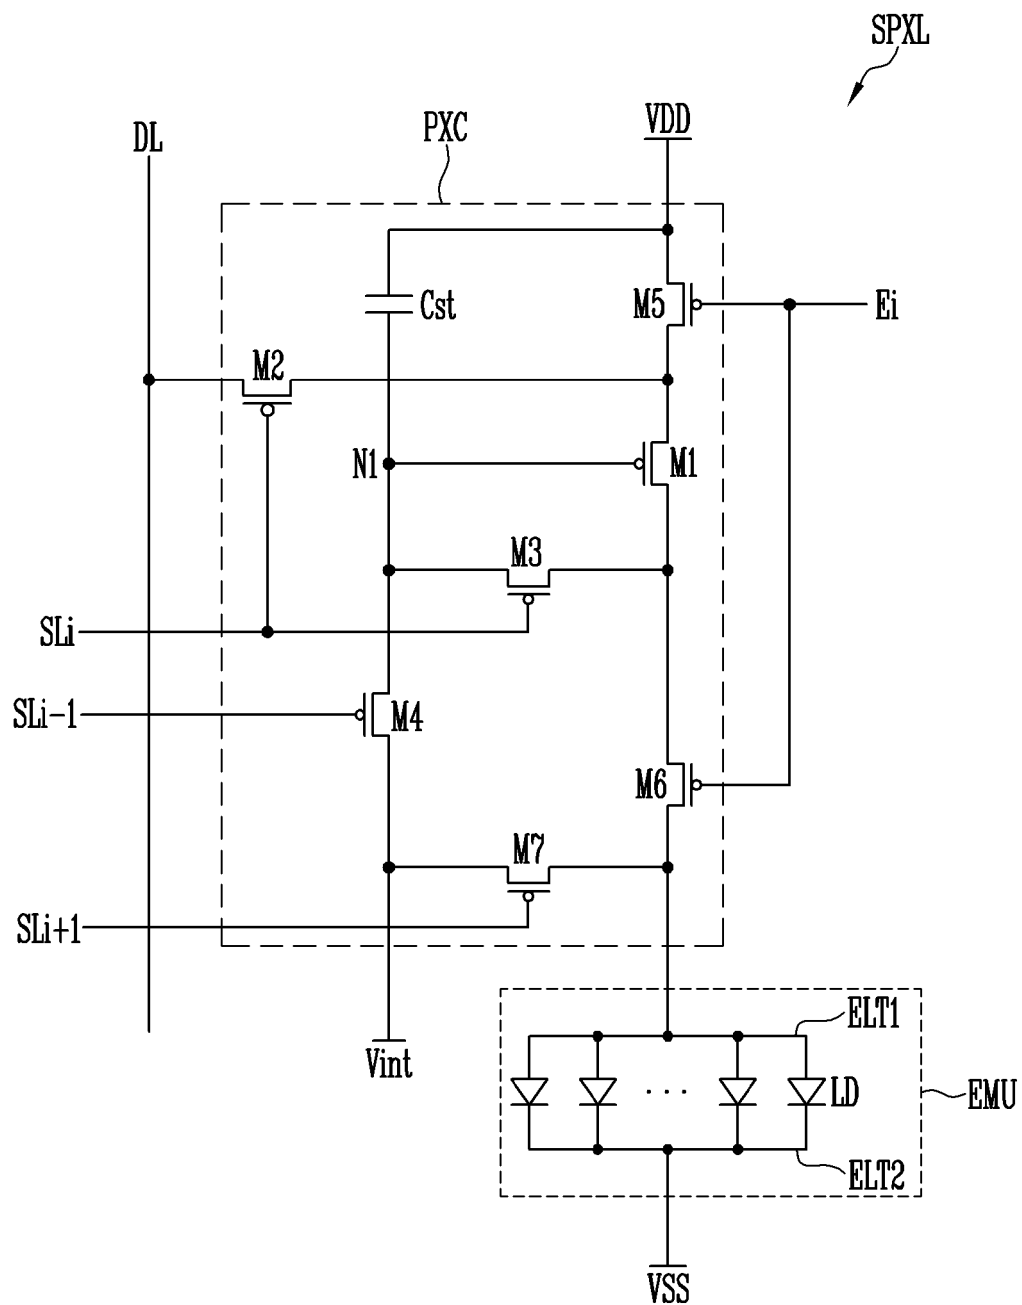 SPXL
VDD
PXC
DL
M5
Ei
Cst
M2
N1
M1
M3
SLi
SLi-1
M4
M6
M7
SLi+1
ELT1
Vint
LD
EMU
ELT2
VSS